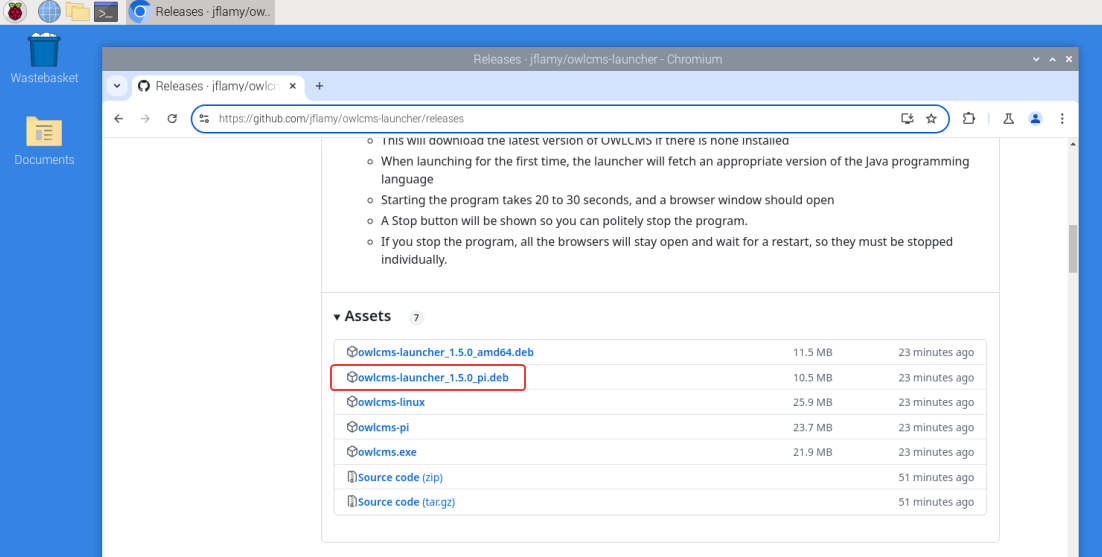 Releases · jflamy/ow..
Wastebasket
Documents
Releases · jflamy/owlcms-launcher - Chromium
Releases · jflamy/owlcm
https://github.com/jflamy/owlcms-launcher/releases
This will download the latest version of OWLCMS if there is none installed
When launching for the first time, the launcher will fetch an appropriate version of the Java programming
language
Starting the program takes 20 to 30 seconds, and a browser window should open
A Stop button will be shown so you can politely stop the program.
If you stop the program, all the browsers will stay open and wait for a restart, so they must be stopped
individually.
Assets 7
owlcms-launcher_1.5.0_amd64.deb 11.5 MB 23 minutes ago
owlcms-launcher_1.5.0_pi.deb 10.5 MB 23 minutes ago
owlcms-linux 25.9 MB 23 minutes ago
owlcms-pi 23.7 MB 23 minutes ago
owlcms.exe 21.9 MB 23 minutes ago
Source code (zip) 51 minutes ago
Source code (tar.gz) 51 minutes ago